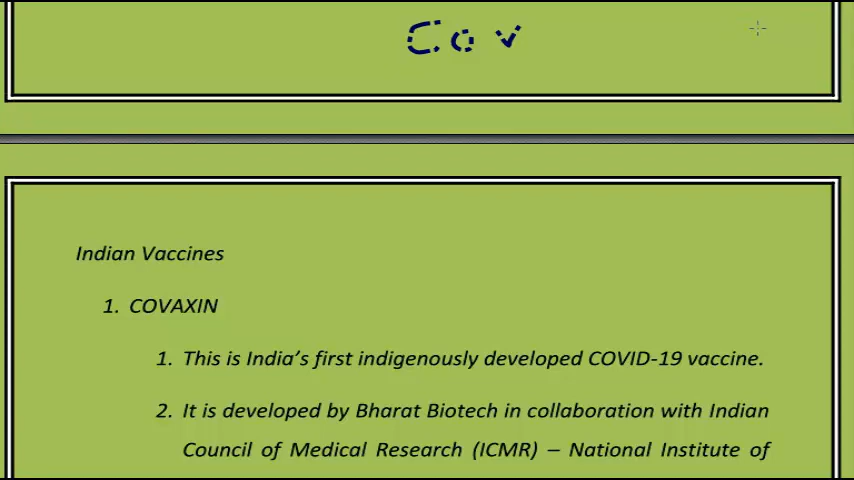 Cov
Indian Vaccines
1. COVAXIN
1. This is India’s first indigenously developed COVID-19 vaccine.
2. It is developed by Bharat Biotech in collaboration with Indian
Council of Medical Research (ICMR) – National Institute of